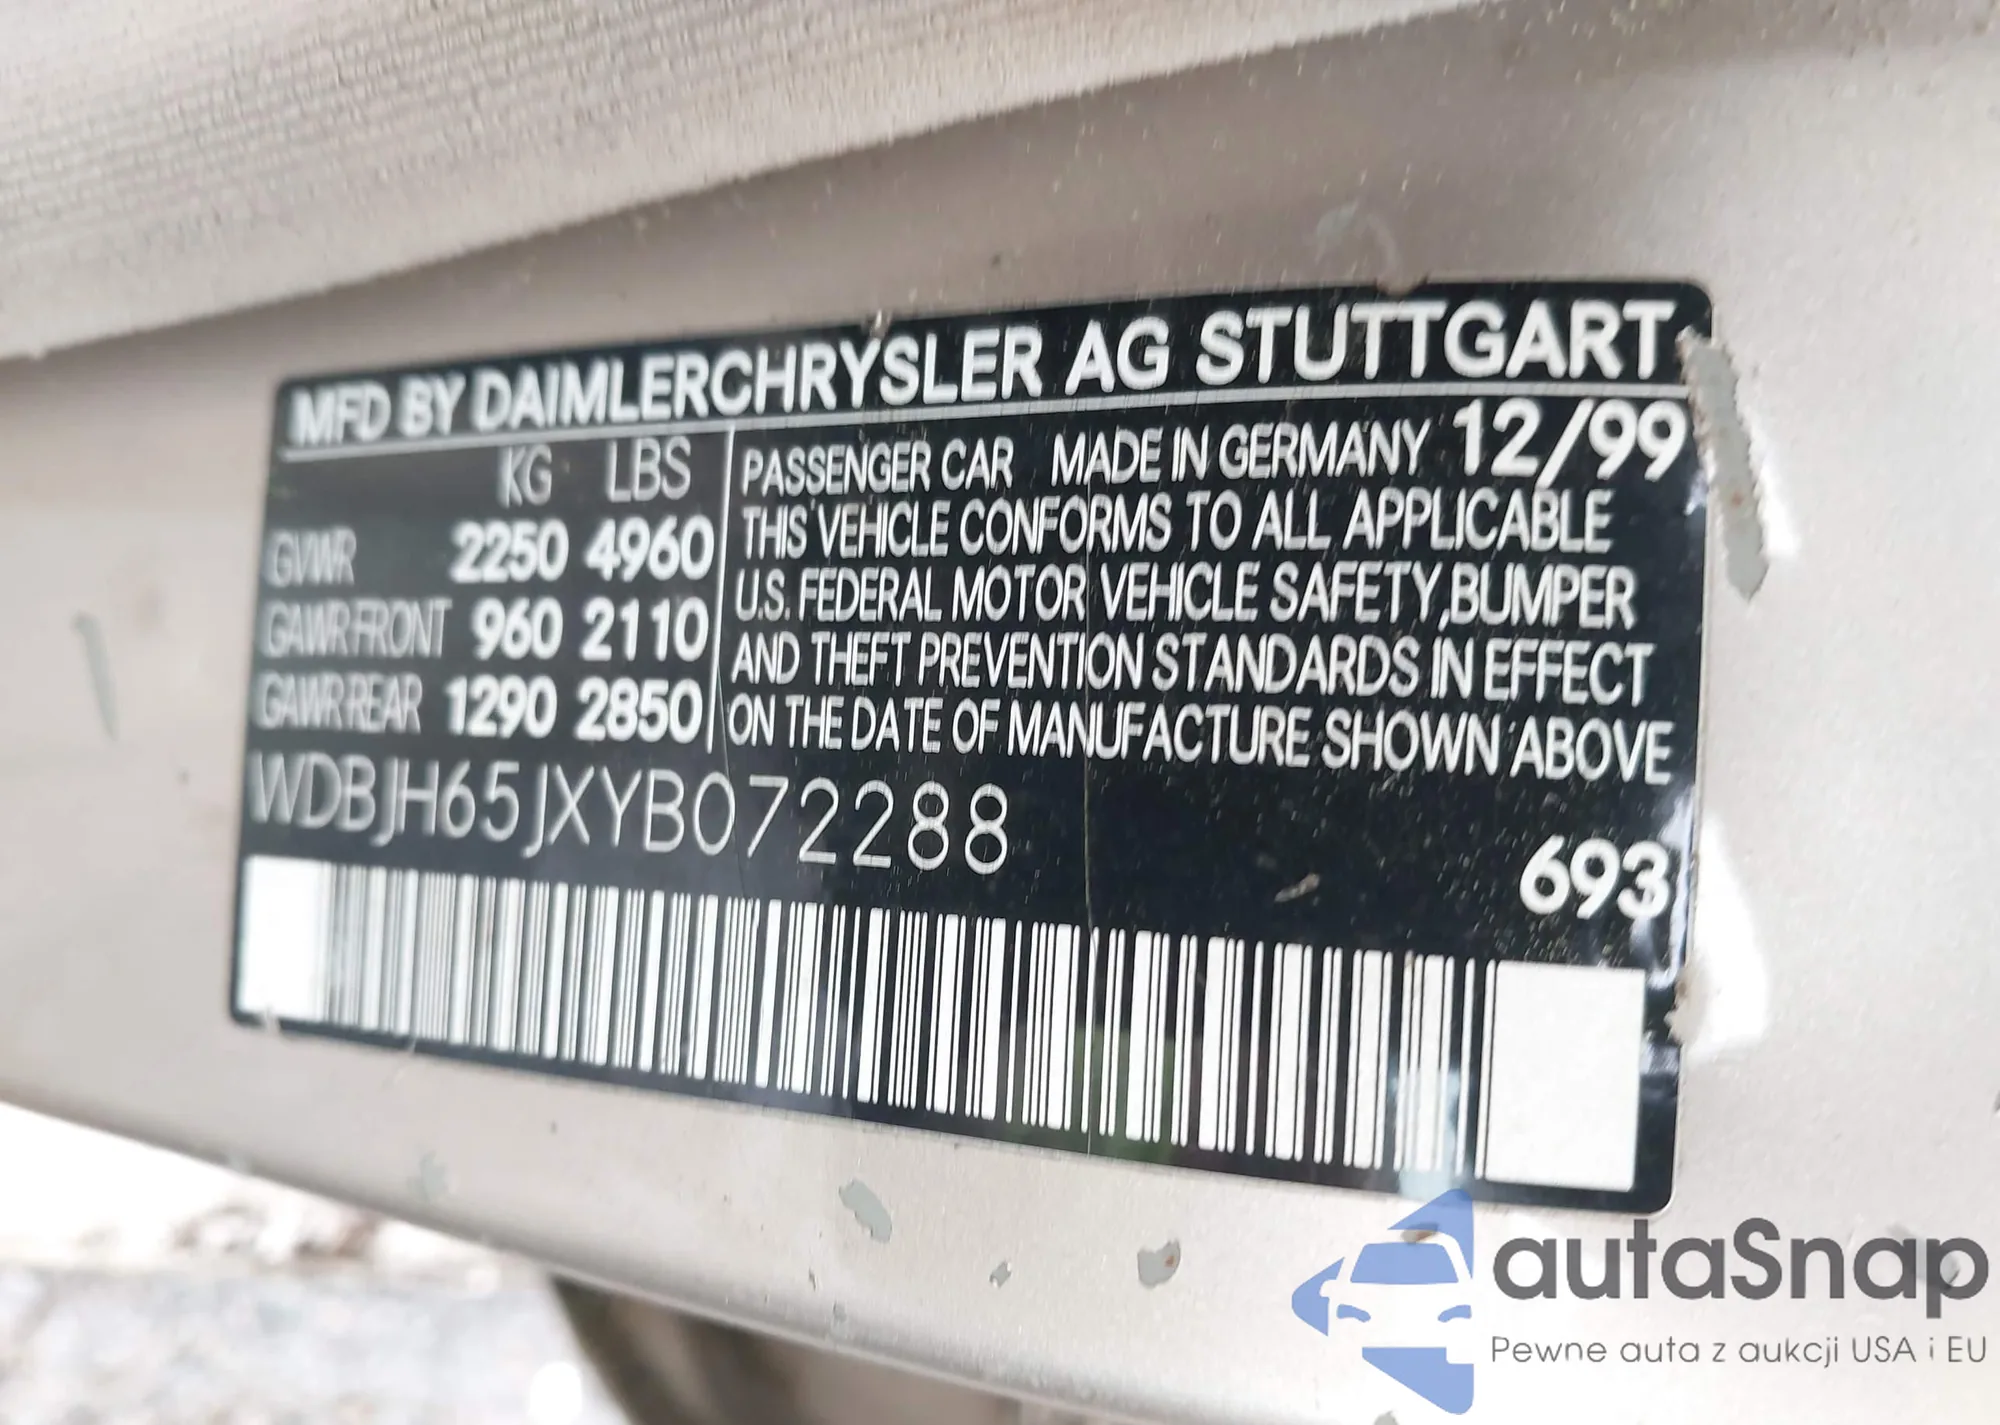 MFD BY DAIMLERCHRYSLER AG STUTTGART
KG LBS
GVWR 2250 4960
GAWR FRONT 960 2110
GAWR REAR 1290 2850
PASSENGER CAR MADE IN GERMANY 12/99
THIS VEHICLE CONFORMS TO ALL APPLICABLE
U.S. FEDERAL MOTOR VEHICLE SAFETY, BUMPER
AND THEFT PREVENTION STANDARDS IN EFFECT
ON THE DATE OF MANUFACTURE SHOWN ABOVE
WDBJH65JXYB072288
693
autaSnap
Pewne auta z aukcji USA i EU